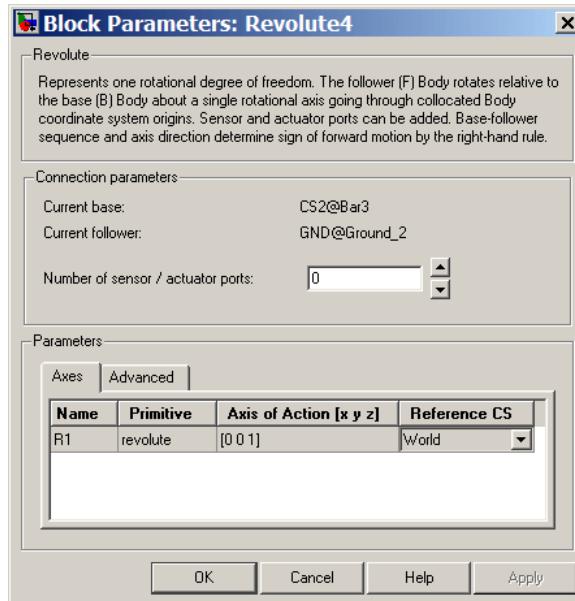 Block Parameters: Revolute4
Revolute
Represents one rotational degree of freedom. The follower (F) Body rotates relative to
the base (B) Body about a single rotational axis going through collocated Body
coordinate system origins. Sensor and actuator ports can be added. Base-follower
sequence and axis direction determine sign of forward motion by the right-hand rule.
Connection parameters
Current base: CS2@Bar3
Current follower: GND@Ground_2
Number of sensor / actuator ports: 0
Parameters
Axes Advanced
Name Primitive Axis of Action [x y z] Reference CS
R1 revolute [0 0 1] World
OK Cancel Help Apply